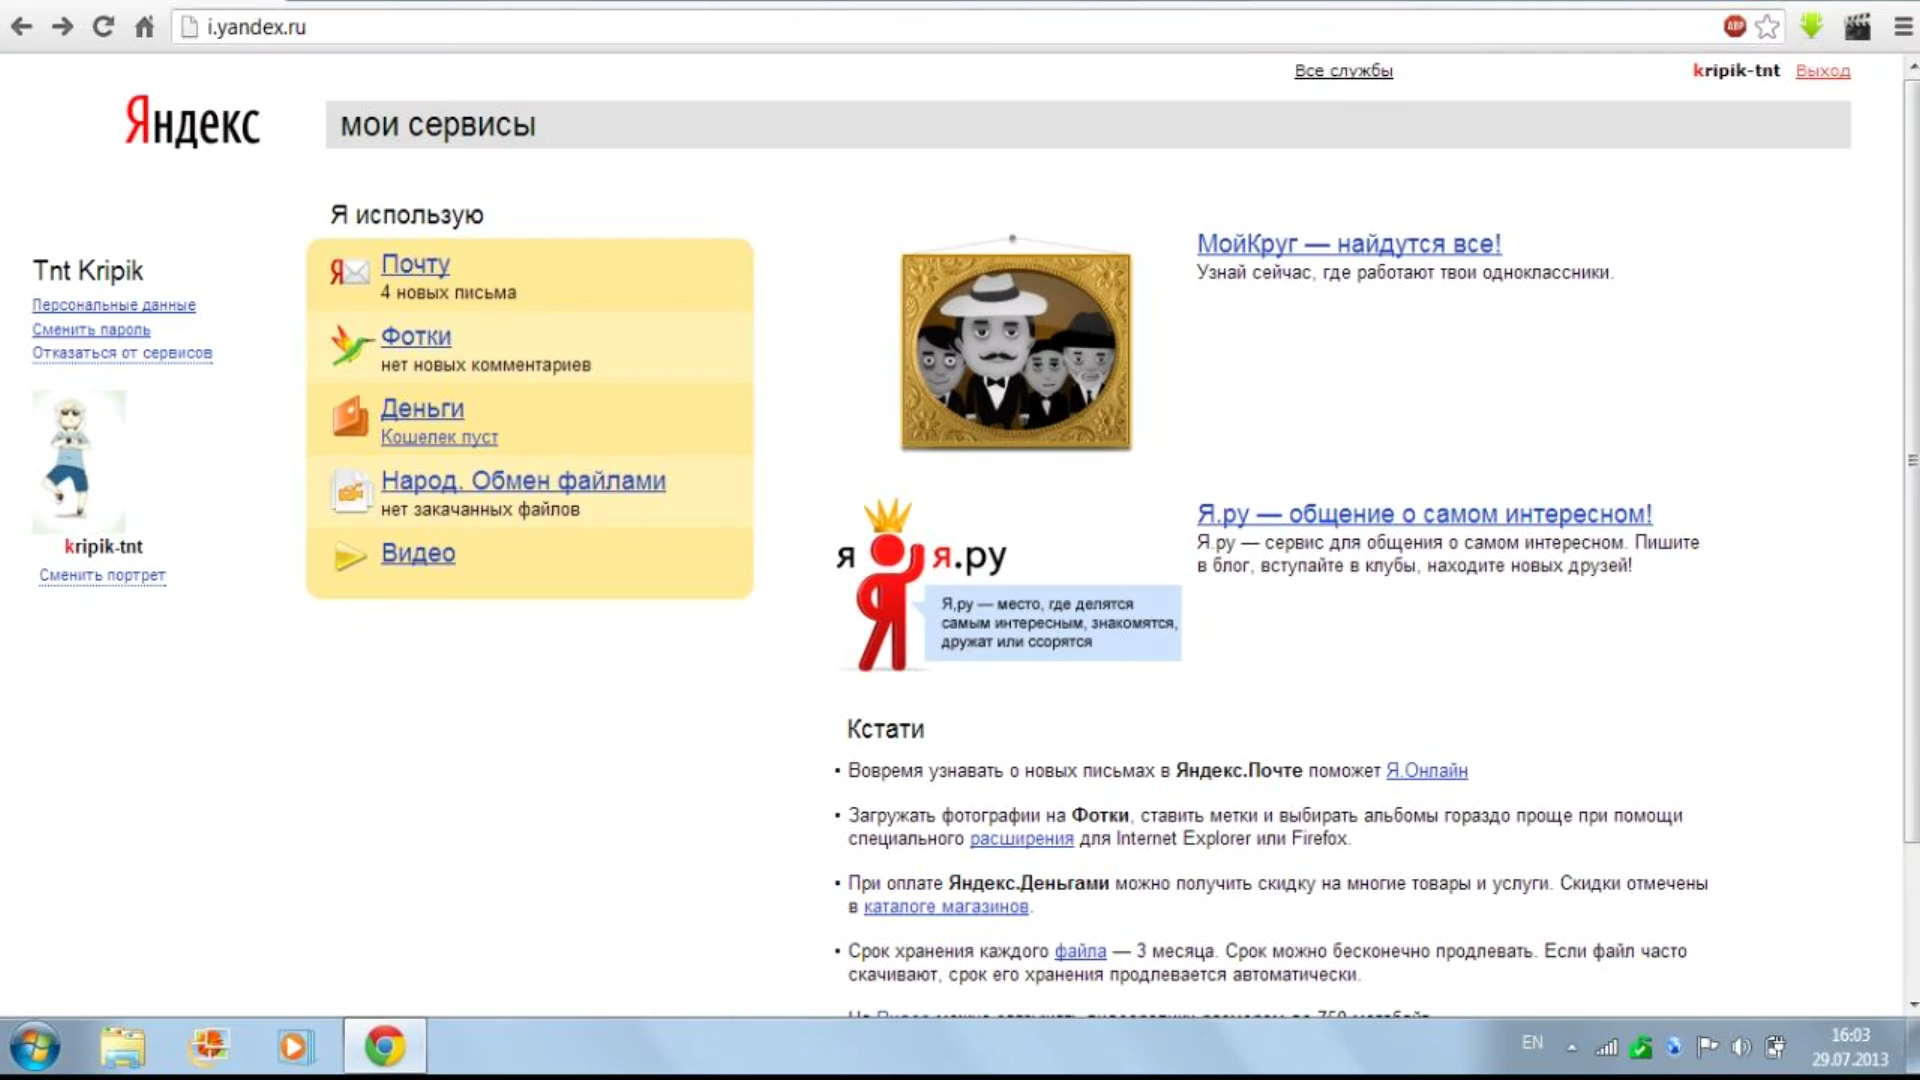 i.yandex.ru
ABP
Все службы
kripik-tnt Выход
Яндекс
мои сервисы
Я использую
Tnt Kripik
Персональные данные
Сменить пароль
Отказаться от сервисов
kripik-tnt
Сменить портрет
Почту
4 новых письма
Фотки
нет новых комментариев
Деньги
Кошелек пуст
Народ. Обмен файлами
нет закачанных файлов
Видео
МойКруг — найдутся все!
Узнай сейчас, где работают твои одноклассники.
я я.ру
Я.ру — место, где делятся
самым интересным, знакомятся,
дружат или ссорятся
Я.ру — общение о самом интересном!
Я.ру — сервис для общения о самом интересном. Пишите
в блог, вступайте в клубы, находите новых друзей!
Кстати
Вовремя узнавать о новых письмах в Яндекс.Почте поможет Я.Онлайн
Загружать фотографии на Фотки, ставить метки и выбирать альбомы гораздо проще при помощи
специального расширения для Internet Explorer или Firefox.
При оплате Яндекс.Деньгами можно получить скидку на многие товары и услуги. Скидки отмечены
в каталоге магазинов.
Срок хранения каждого файла — 3 месяца. Срок можно бесконечно продлевать. Если файл часто
скачивают, срок его хранения продлевается автоматически.
EN
16:03
29.07.2013